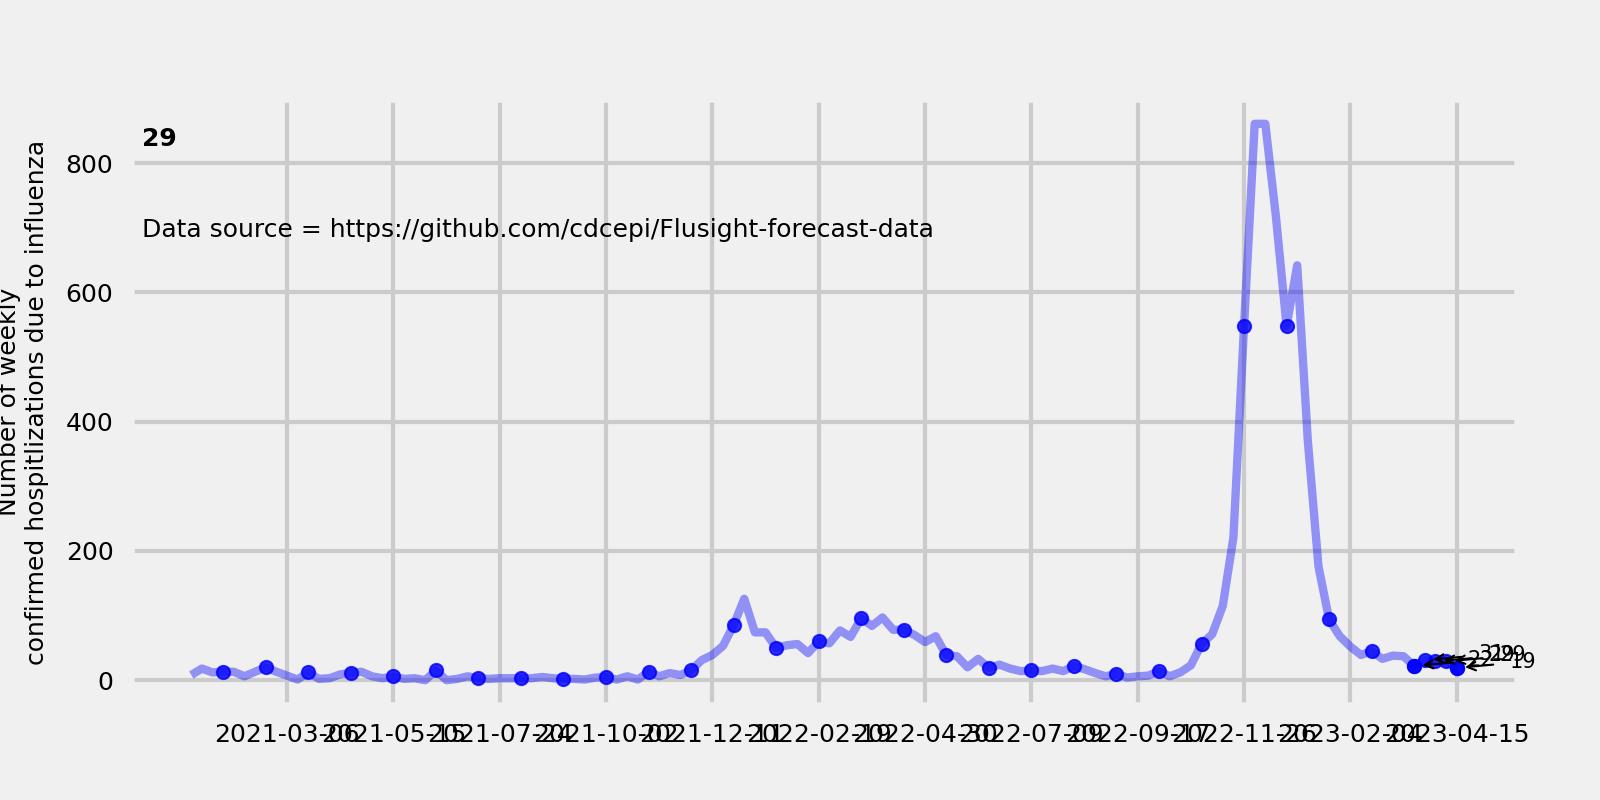 29
Data source = https://github.com/cdcepi/Flusight-forecast-data
Number of weekly
confirmed hospitlizations due to influenza
800
600
400
200
0
22
29
19
2021-03-06 2021-05-15 2021-07-24 2021-10-02 2021-12-11 2022-02-19 2022-04-30 2022-07-09 2022-09-17 2022-11-26 2023-02-04 2023-04-15